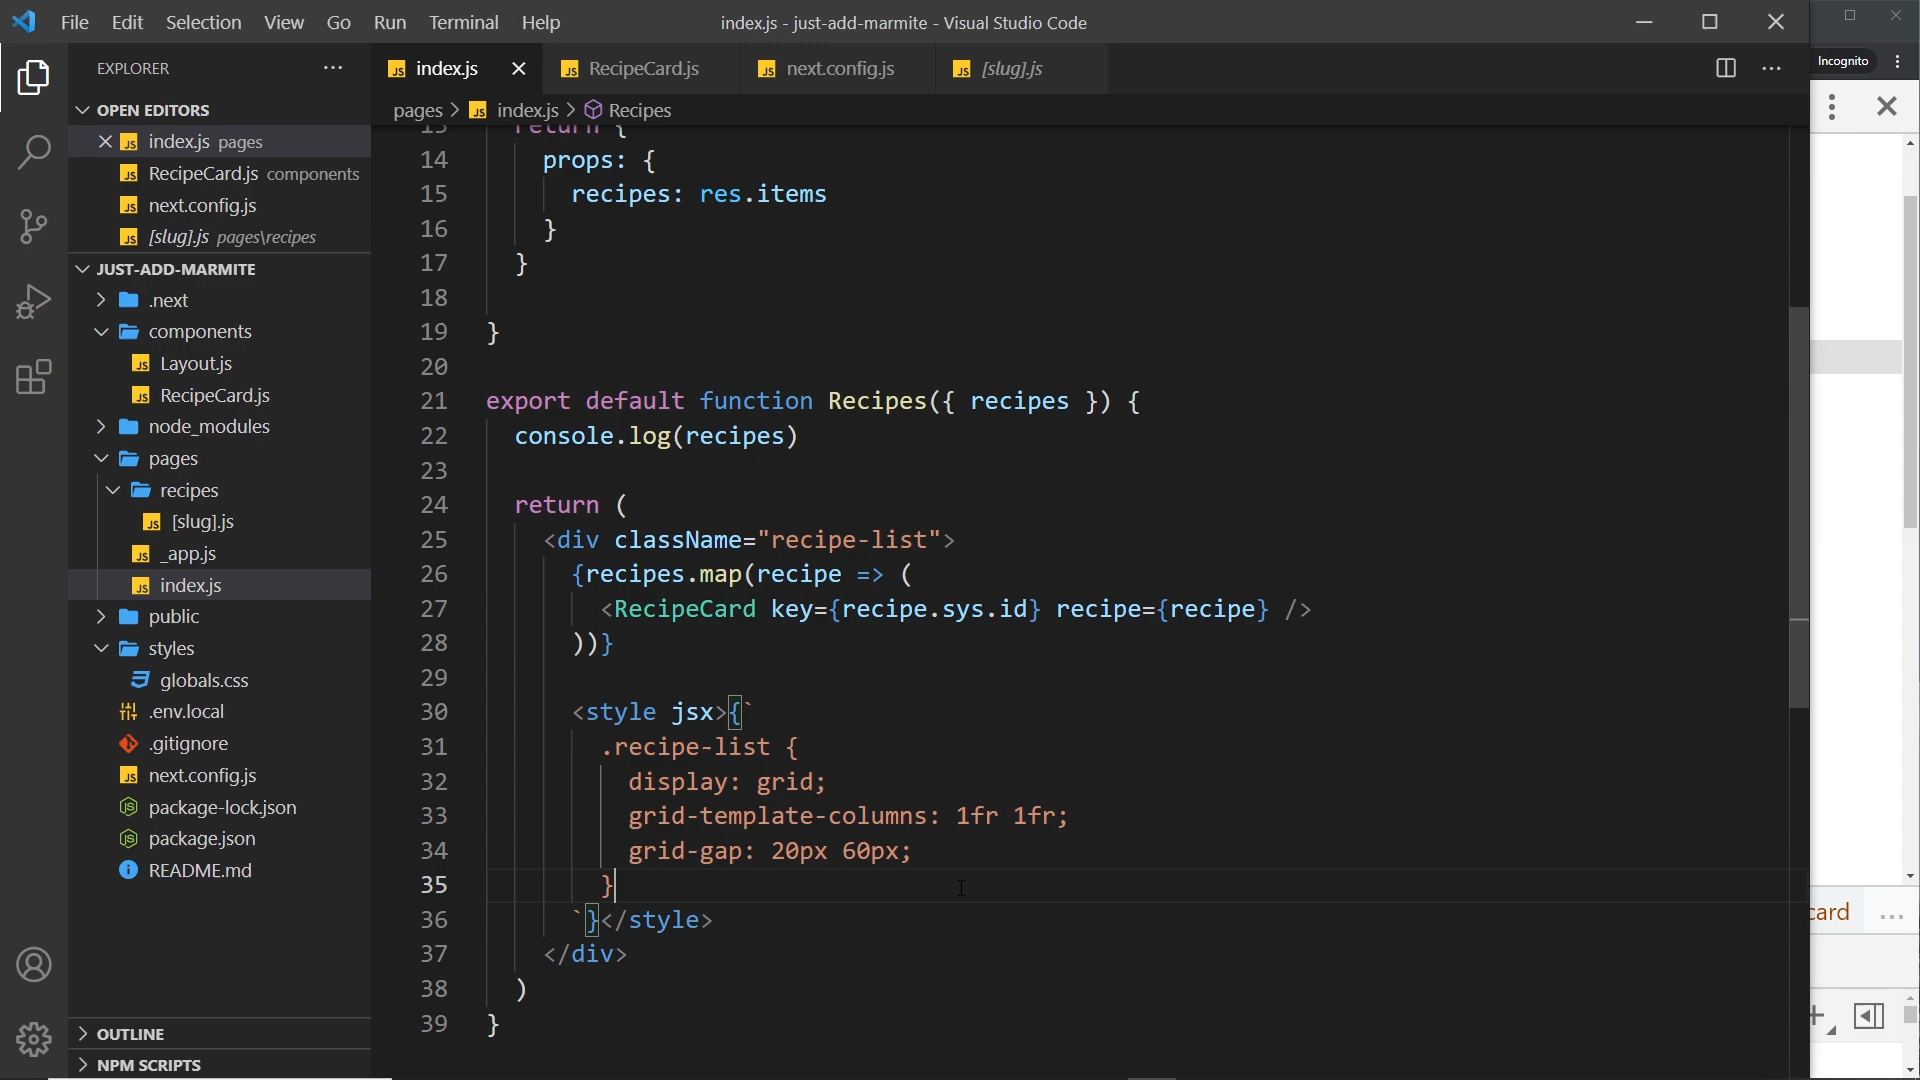 File Edit Selection View Go Run Terminal Help
index.js - just-add-marmite - Visual Studio Code
Incognito
EXPLORER
index.js
RecipeCard.js
next.config.js
[slug].js
pages > index.js > Recipes
OPEN EDITORS
index.js pages
RecipeCard.js components
next.config.js
[slug].js pages\recipes
JUST-ADD-MARMITE
.next
components
Layout.js
RecipeCard.js
node_modules
pages
recipes
[slug].js
_app.js
index.js
public
styles
globals.css
.env.local
.gitignore
next.config.js
package-lock.json
package.json
README.md
OUTLINE
NPM SCRIPTS
13 return {
14 props: {
15 recipes: res.items
16 }
17 }
18
19 }
20
21 export default function Recipes({ recipes }) {
22 console.log(recipes)
23
24 return (
25 <div className="recipe-list">
26 {recipes.map(recipe => (
27 <RecipeCard key={recipe.sys.id} recipe={recipe} />
28 ))}
29
30 <style jsx>{`
31 .recipe-list {
32 display: grid;
33 grid-template-columns: 1fr 1fr;
34 grid-gap: 20px 60px;
35 }
36 `}</style>
37 </div>
38 )
39 }
card ...